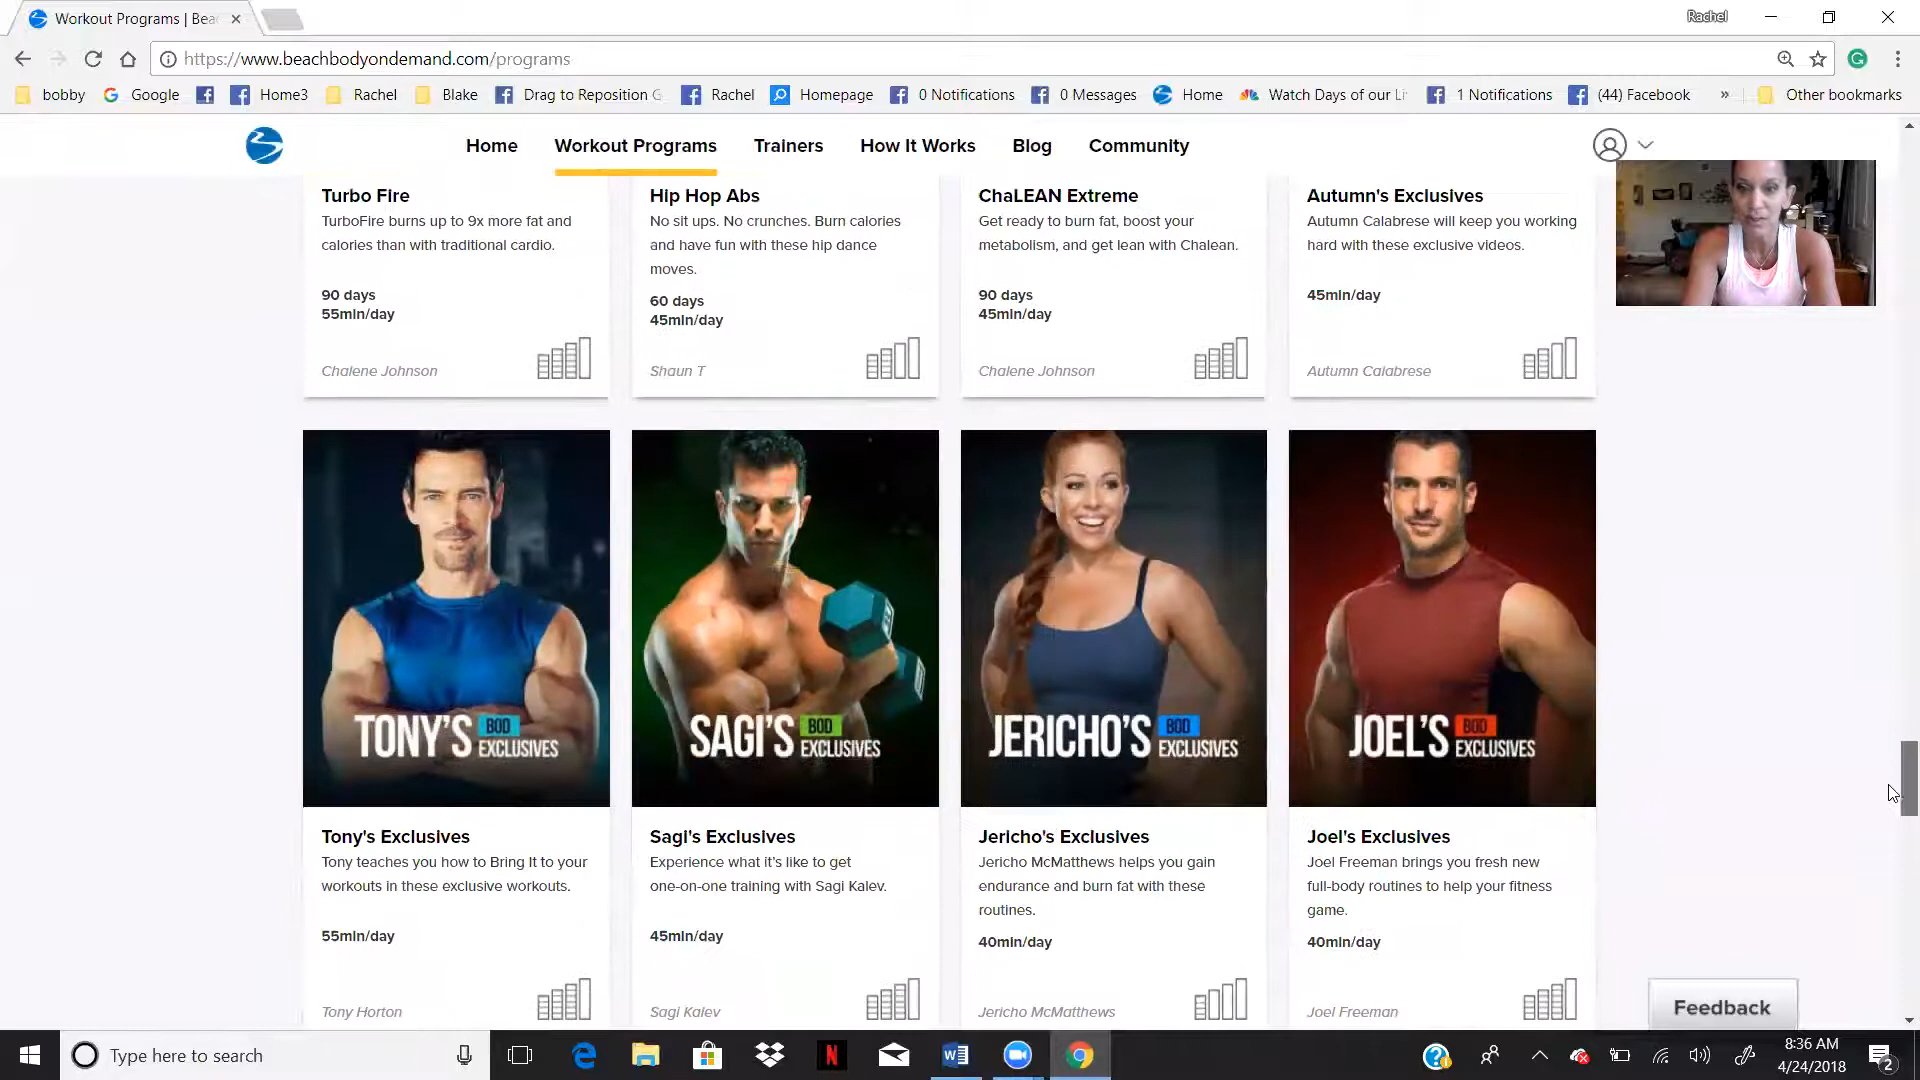 Workout Programs | Bea
Rachel
https://www.beachbodyondemand.com/programs
bobby
Google
Home3
Rachel
Blake
Drag to Reposition C
Rachel
Homepage
0 Notifications
0 Messages
Home
Watch Days of our Li
1 Notifications
(44) Facebook
»
Other bookmarks
Home
Workout Programs
Trainers
How It Works
Blog
Community
Turbo Fire
TurboFire burns up to 9x more fat and
calories than with traditional cardio.
90 days
55min/day
Chalene Johnson
Hip Hop Abs
No sit ups. No crunches. Burn calories
and have fun with these hip dance
moves.
60 days
45min/day
Shaun T
ChaLEAN Extreme
Get ready to burn fat, boost your
metabolism, and get lean with Chalean.
90 days
45min/day
Chalene Johnson
Autumn's Exclusives
Autumn Calabrese will keep you working
hard with these exclusive videos.
45min/day
Autumn Calabrese
TONY'S BOD
EXCLUSIVES
SAGI'S BOD
EXCLUSIVES
JERICHO'S BOD
EXCLUSIVES
JOEL'S BOD
EXCLUSIVES
Tony's Exclusives
Tony teaches you how to Bring It to your
workouts in these exclusive workouts.
55min/day
Tony Horton
Sagi's Exclusives
Experience what it's like to get
one-on-one training with Sagi Kalev.
45min/day
Sagi Kalev
Jericho's Exclusives
Jericho McMatthews helps you gain
endurance and burn fat with these
routines.
40min/day
Jericho McMatthews
Joel's Exclusives
Joel Freeman brings you fresh new
full-body routines to help your fitness
game.
40min/day
Joel Freeman
Feedback
Type here to search
8:36 AM
4/24/2018
2